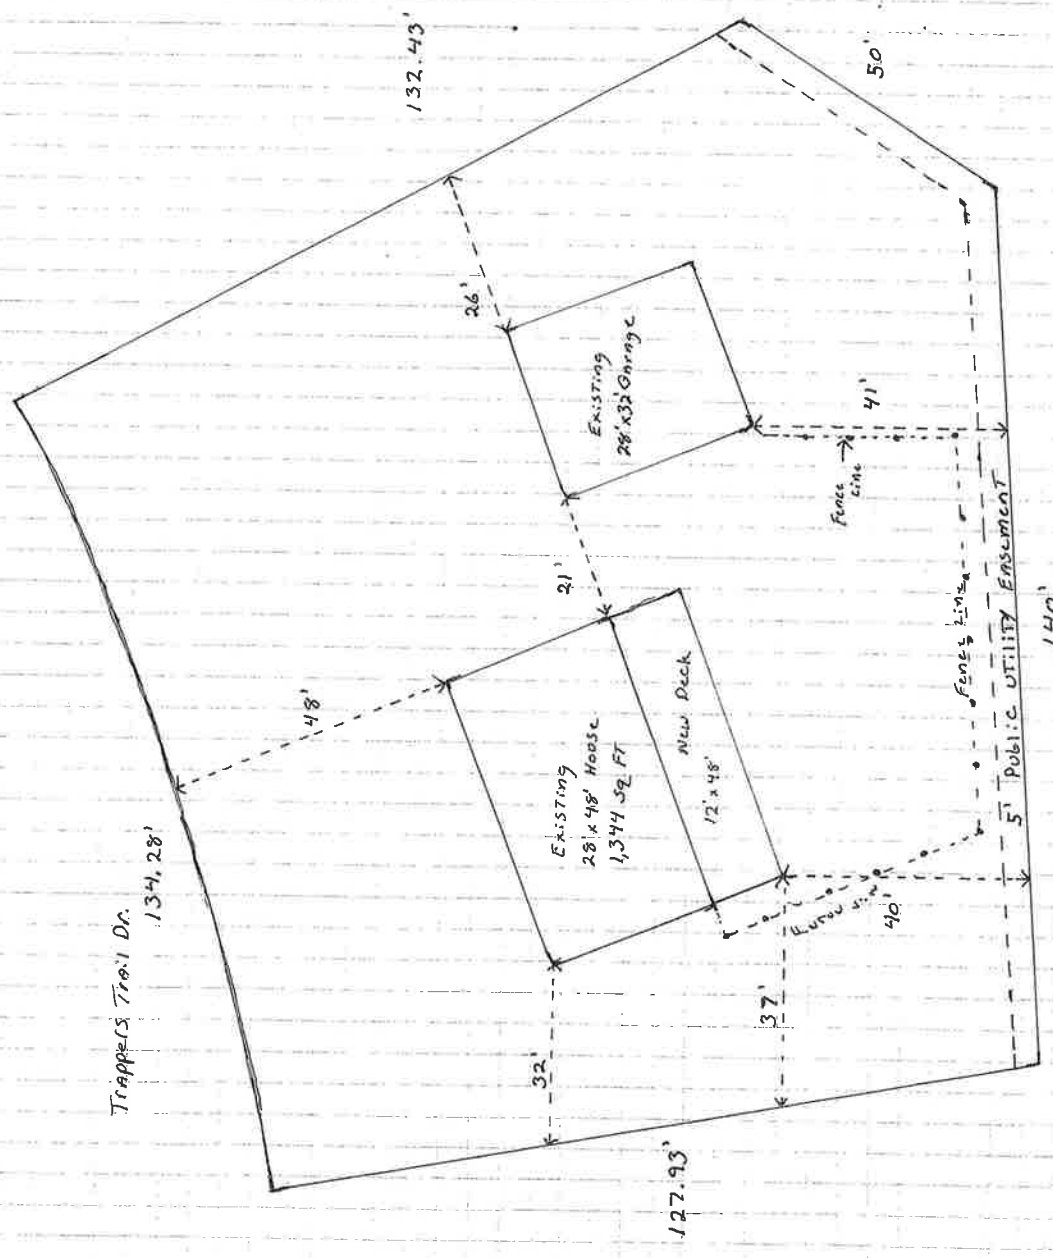 Trappers Trail Dr.
134.28'
132.43'
50'
48'
26'
Existing
28'x32' Garage
21'
Existing
28'x48' House
1,344 SQ FT
New Deck
12'x48'
41'
Fence
Line
Fence Line
32'
37'
40'
5' Public Utility Easement
127.93'